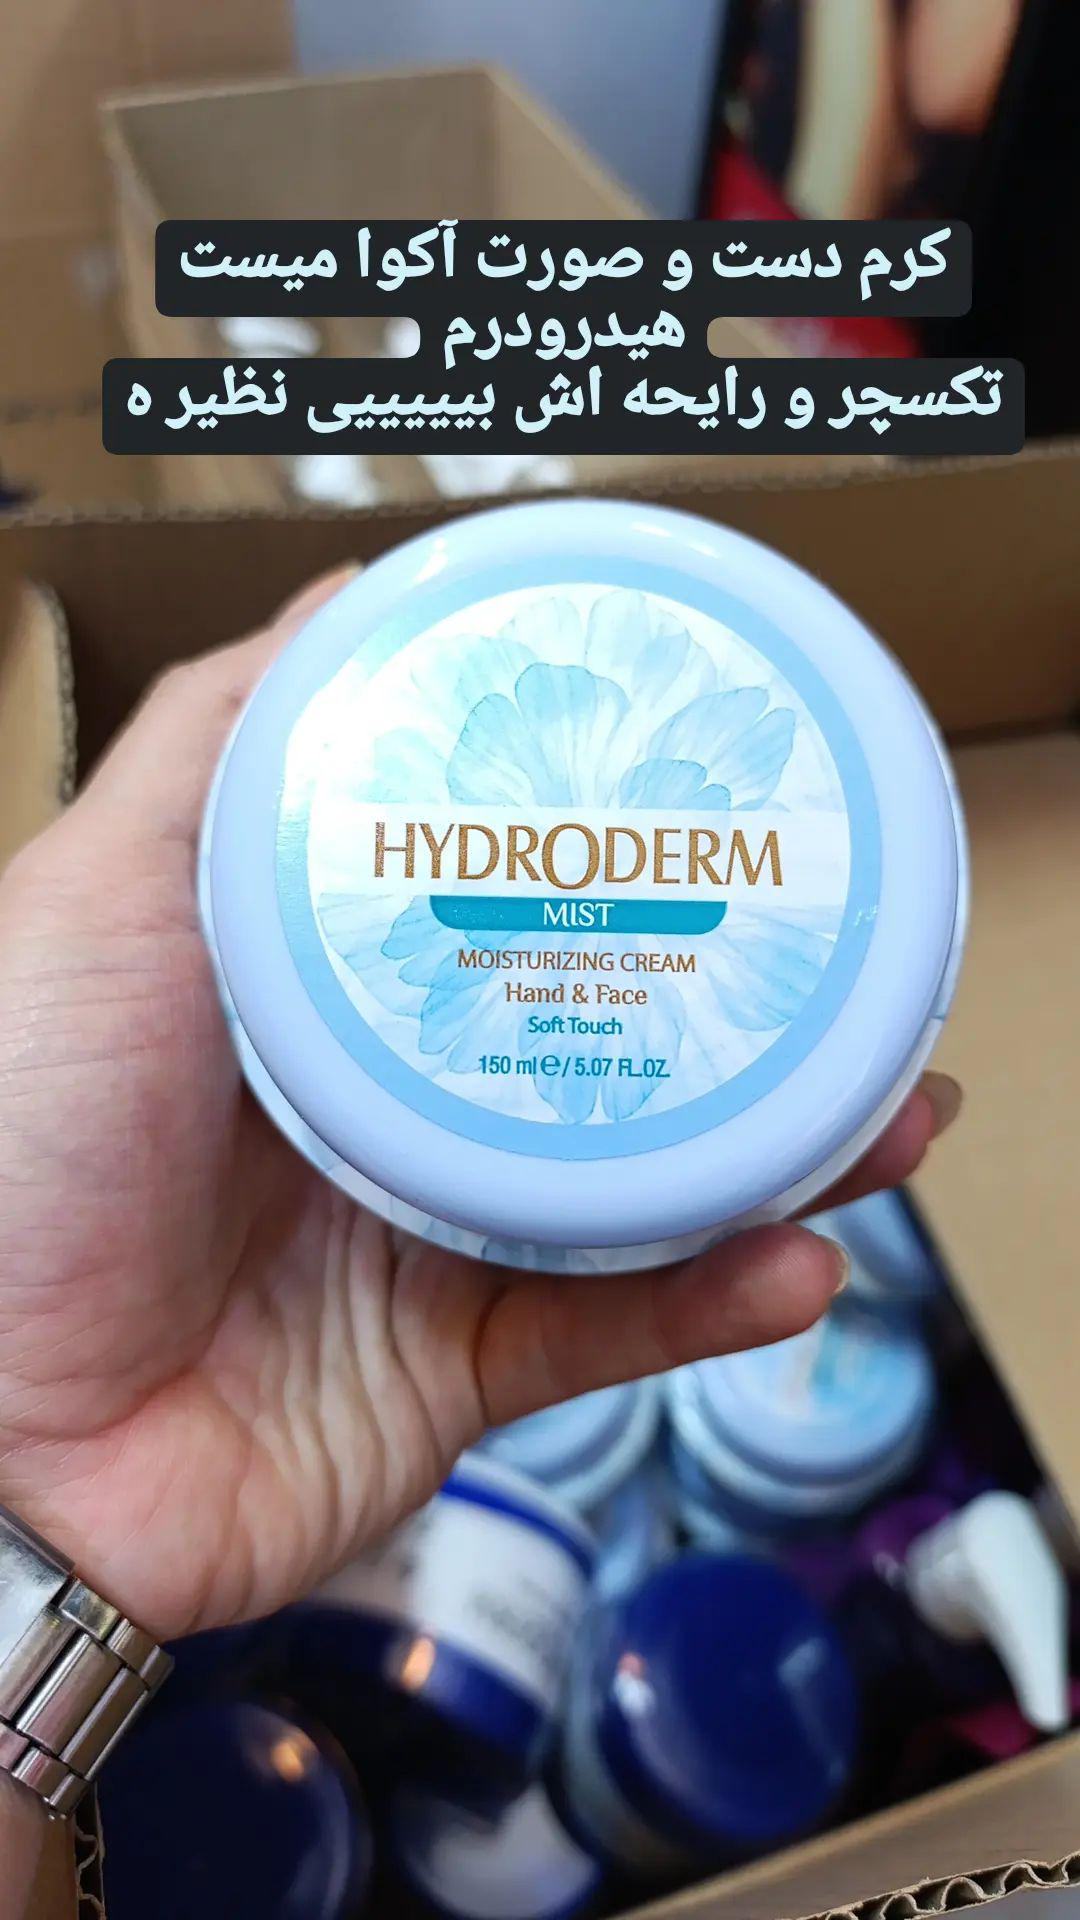 کرم دست و صورت آکوا میست
هیدرودرم
تکسچر و رایحه اش بییییییی نظیر ه
HYDRODERM
MIST
MOISTURIZING CREAM
Hand & Face
Soft Touch
150 ml e / 5.07 FL.OZ.